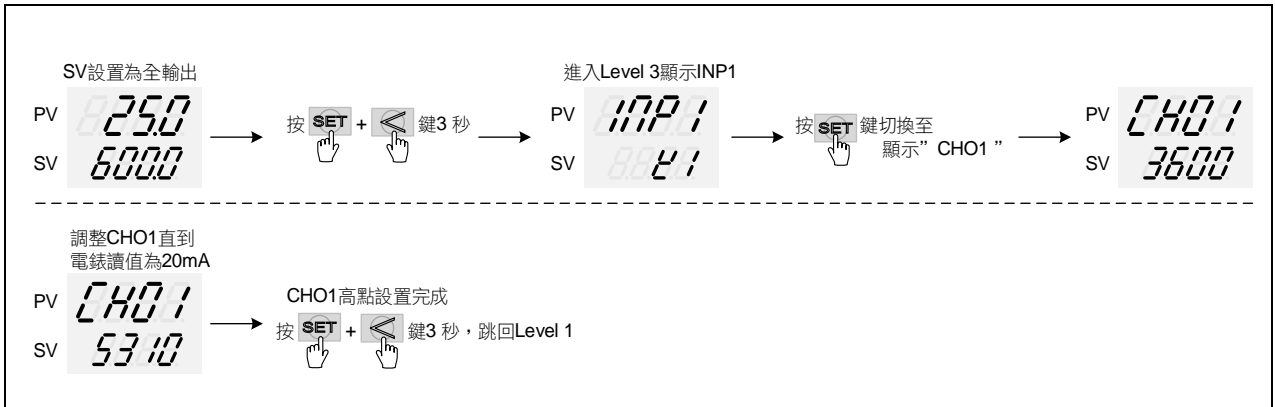 SV設置為全輸出
PV 25.0
SV 600.0
按 SET + < 鍵3 秒
進入Level 3顯示INP1
PV INP1
SV K1
按 SET 鍵切換至
顯示” CHO1 ”
PV CHO1
SV 3600
調整CHO1直到
電錶讀值為20mA
PV CHO1
SV 5310
CHO1高點設置完成
按 SET + < 鍵3 秒，跳回Level 1